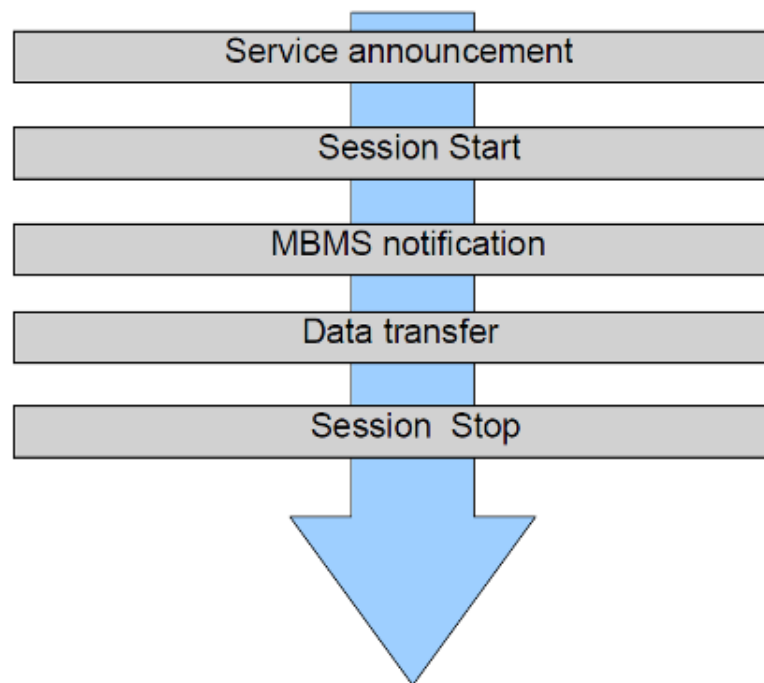 Service announcement
Session Start
MBMS notification
Data transfer
Session Stop